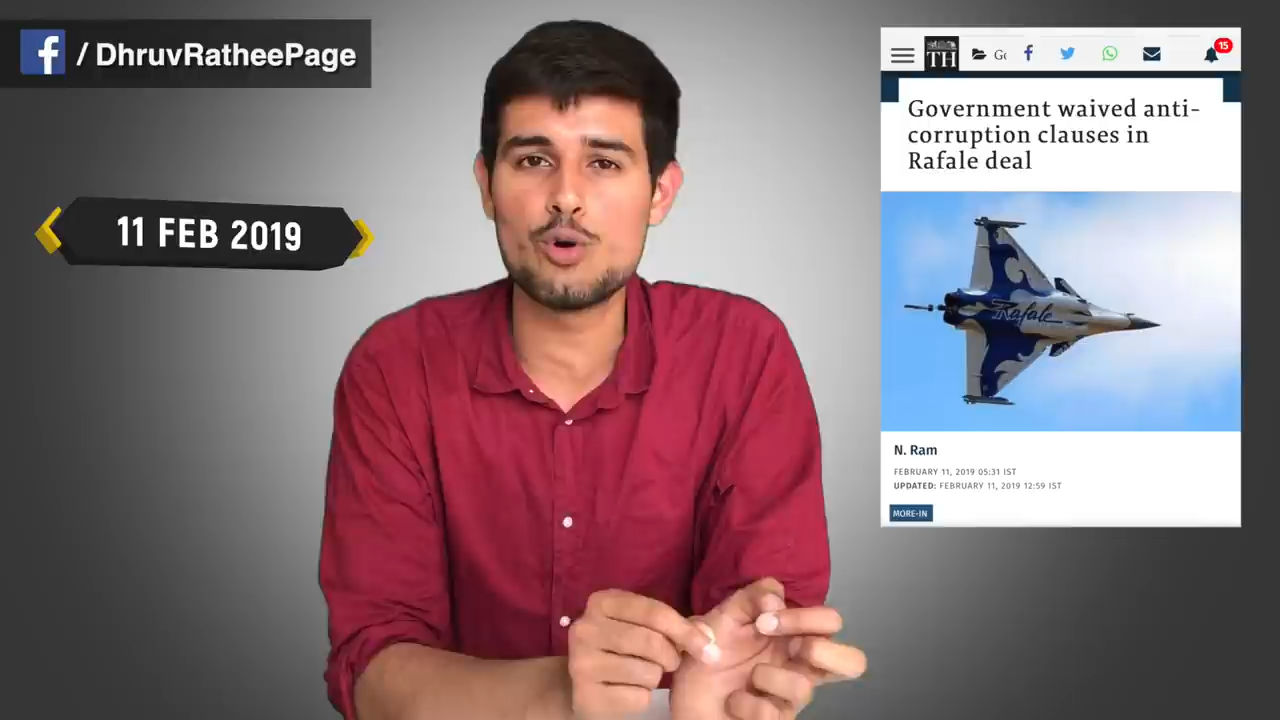 / DhruvRatheePage
11 FEB 2019
TH
15
Government waived anti-
corruption clauses in
Rafale deal
Rafale
N. Ram
FEBRUARY 11, 2019 05:31 IST
UPDATED: FEBRUARY 11, 2019 12:59 IST
MORE-IN